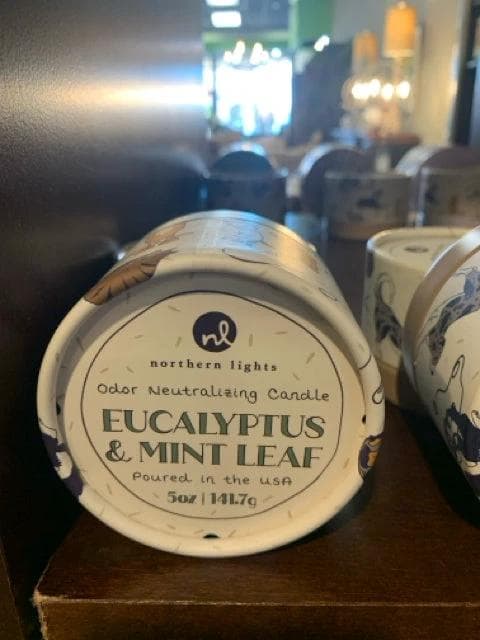 nl
northern lights
Odor Neutralizing Candle
EUCALYPTUS
& MINT LEAF
Poured in the USA
5oz | 141.7g